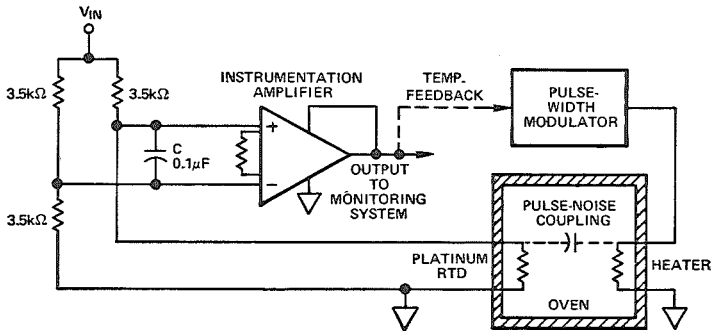 VIN
3.5kΩ
3.5kΩ
INSTRUMENTATION
AMPLIFIER
TEMP-
FEEDBACK
PULSE-
WIDTH
MODULATOR
+
C
0.1μF
−
OUTPUT
TO
MONITORING
SYSTEM
3.5kΩ
PULSE-NOISE
COUPLING
PLATINUM
RTD
HEATER
OVEN